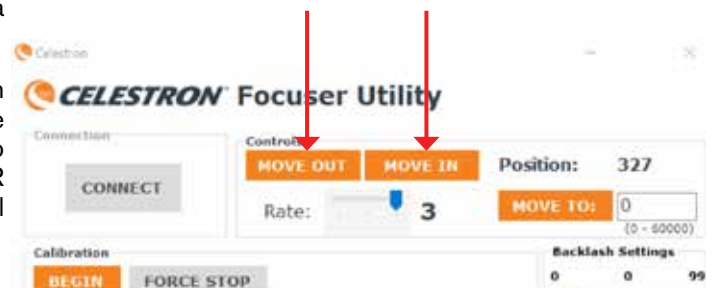 Celestron
CELESTRON Focuser Utility
Connection
CONNECT
Controls
MOVE OUT MOVE IN Position: 327
Rate: 3 MOVE TO: 0
(0 - 60000)
Calibration
BEGIN FORCE STOP
Backlash Settings
0 0 99